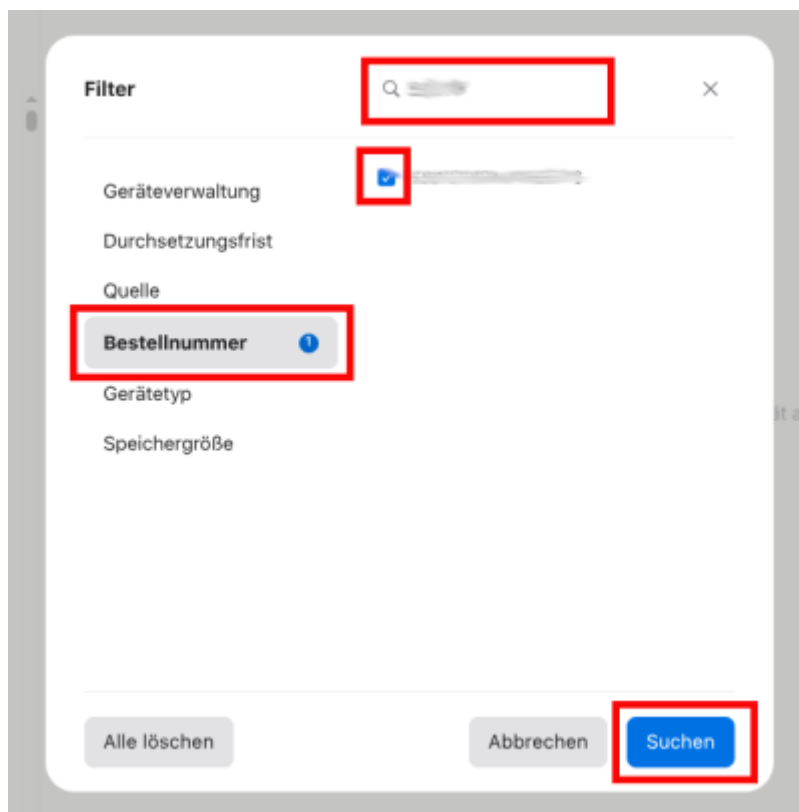 Filter
Geräteverwaltung
Durchsetzungsfrist
Quelle
Bestellnummer 1
Gerätetyp
Speichergröße
Alle löschen
Abbrechen
Suchen